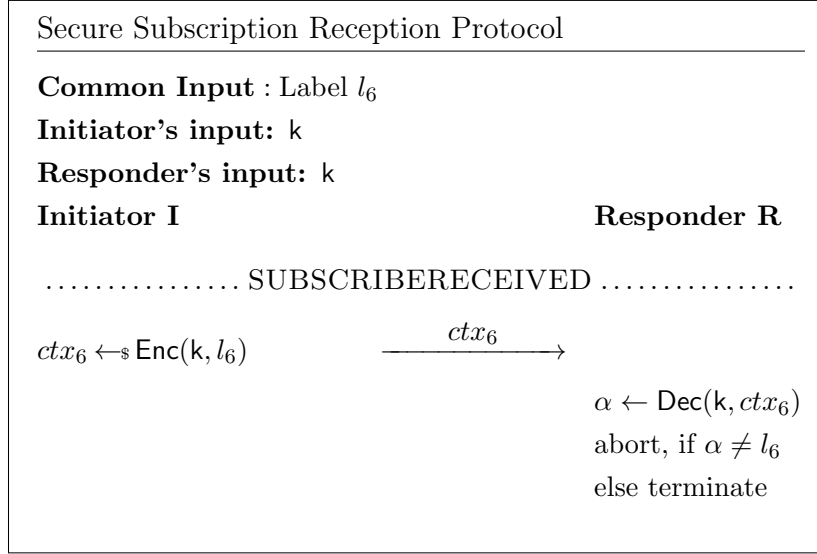 Secure Subscription Reception Protocol
Common Input : Label l₆
Initiator's input: k
Responder's input: k
Initiator I Responder R
................ SUBSCRIBERECEIVED ................
ctx₆ ←$ Enc(k, l₆) ctx₆
α ← Dec(k, ctx₆)
abort, if α ≠ l₆
else terminate